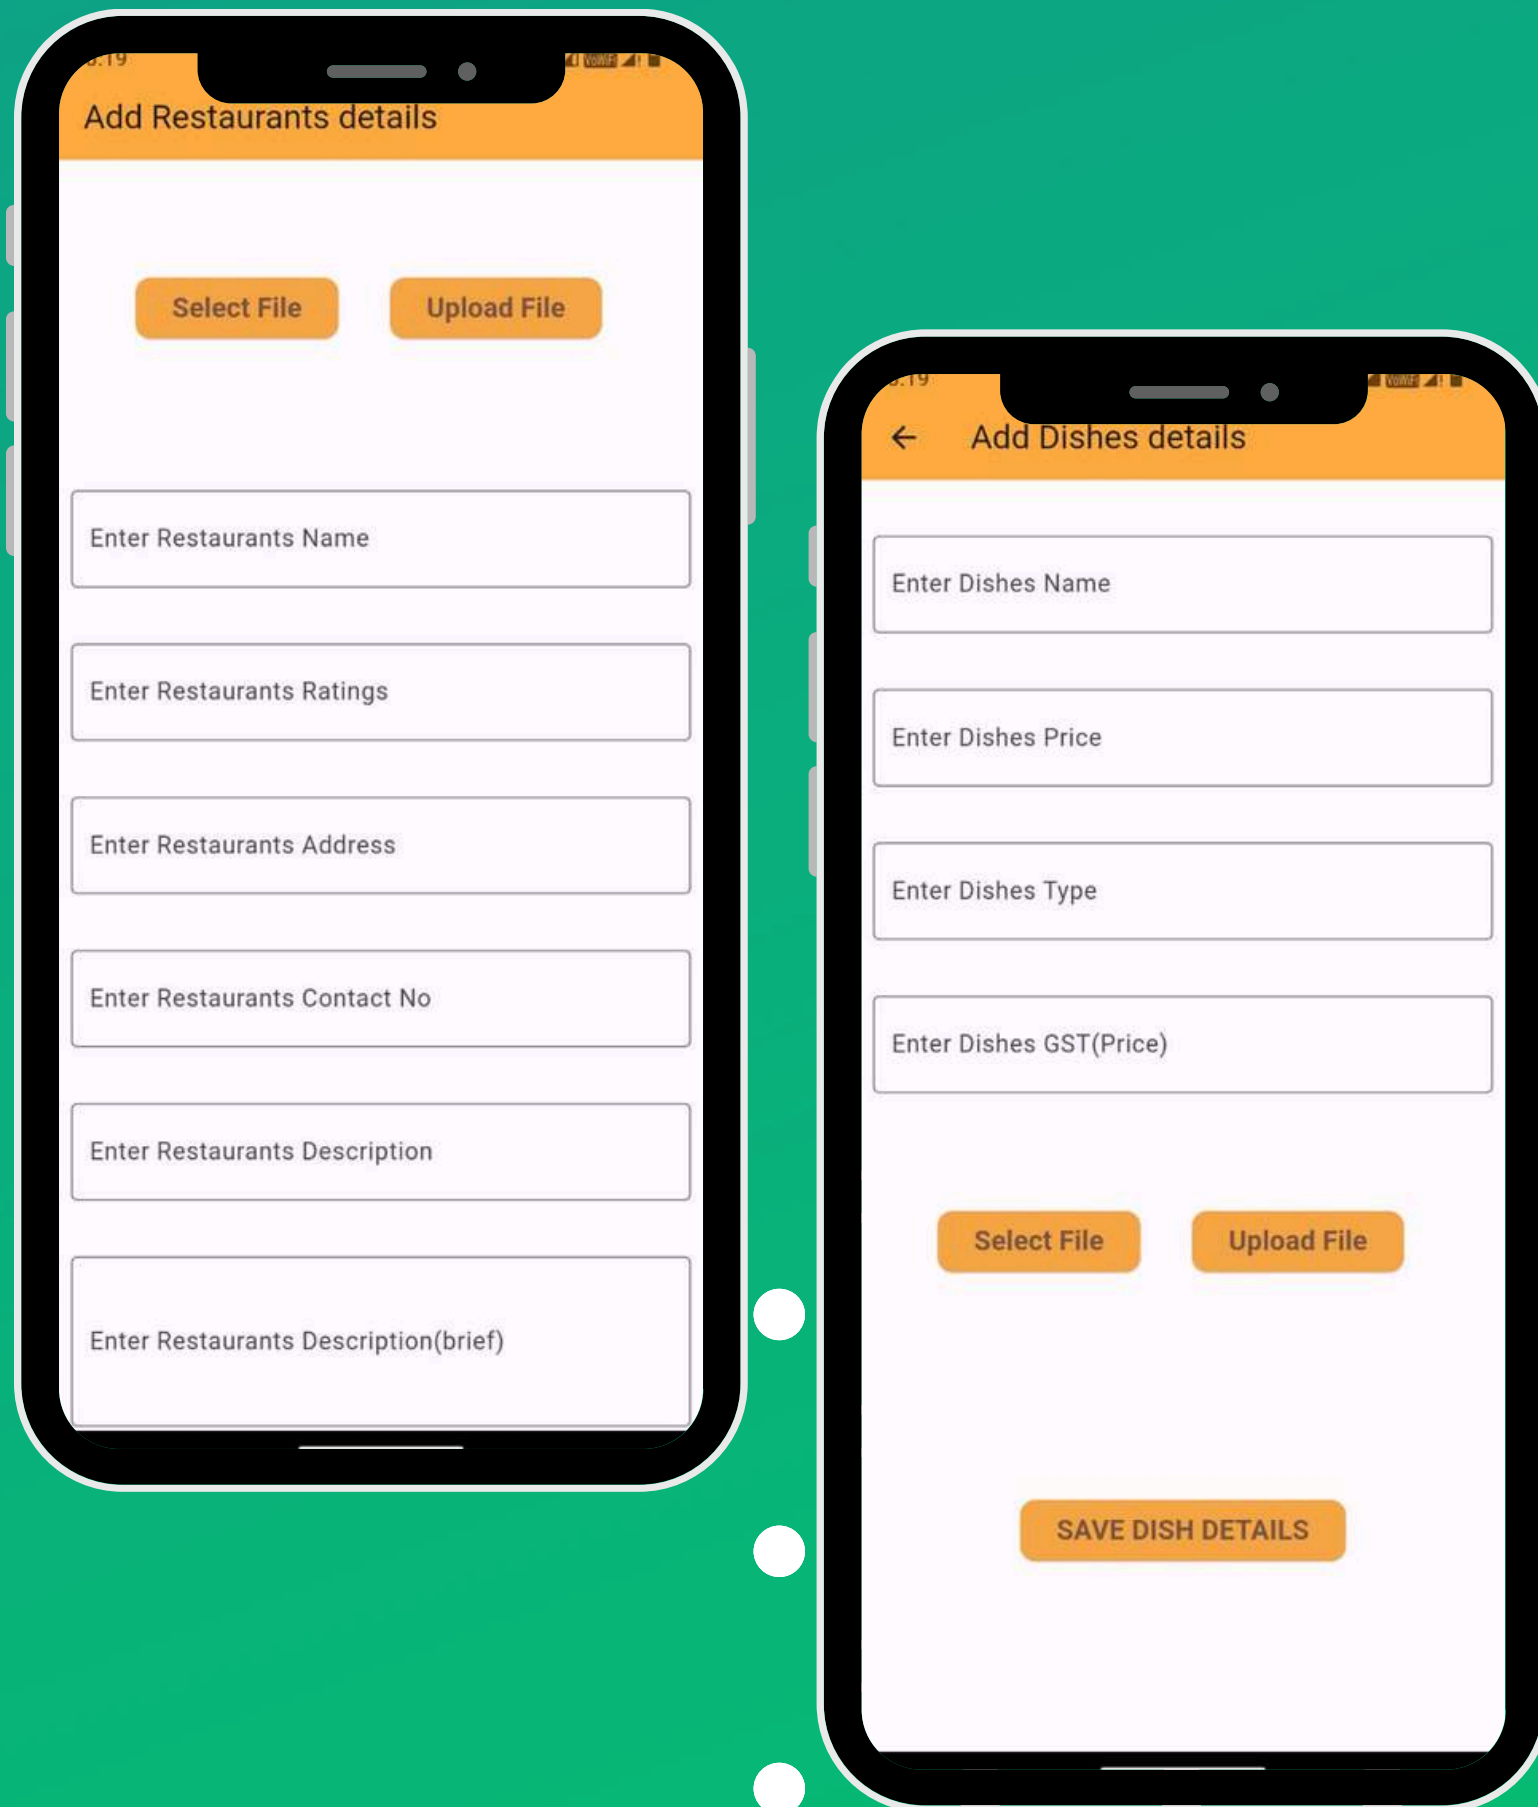 Add Restaurants details
Select File
Upload File
Enter Restaurants Name
Enter Restaurants Ratings
Enter Restaurants Address
Enter Restaurants Contact No
Enter Restaurants Description
Enter Restaurants Description(brief)
Add Dishes details
Enter Dishes Name
Enter Dishes Price
Enter Dishes Type
Enter Dishes GST(Price)
Select File
Upload File
SAVE DISH DETAILS